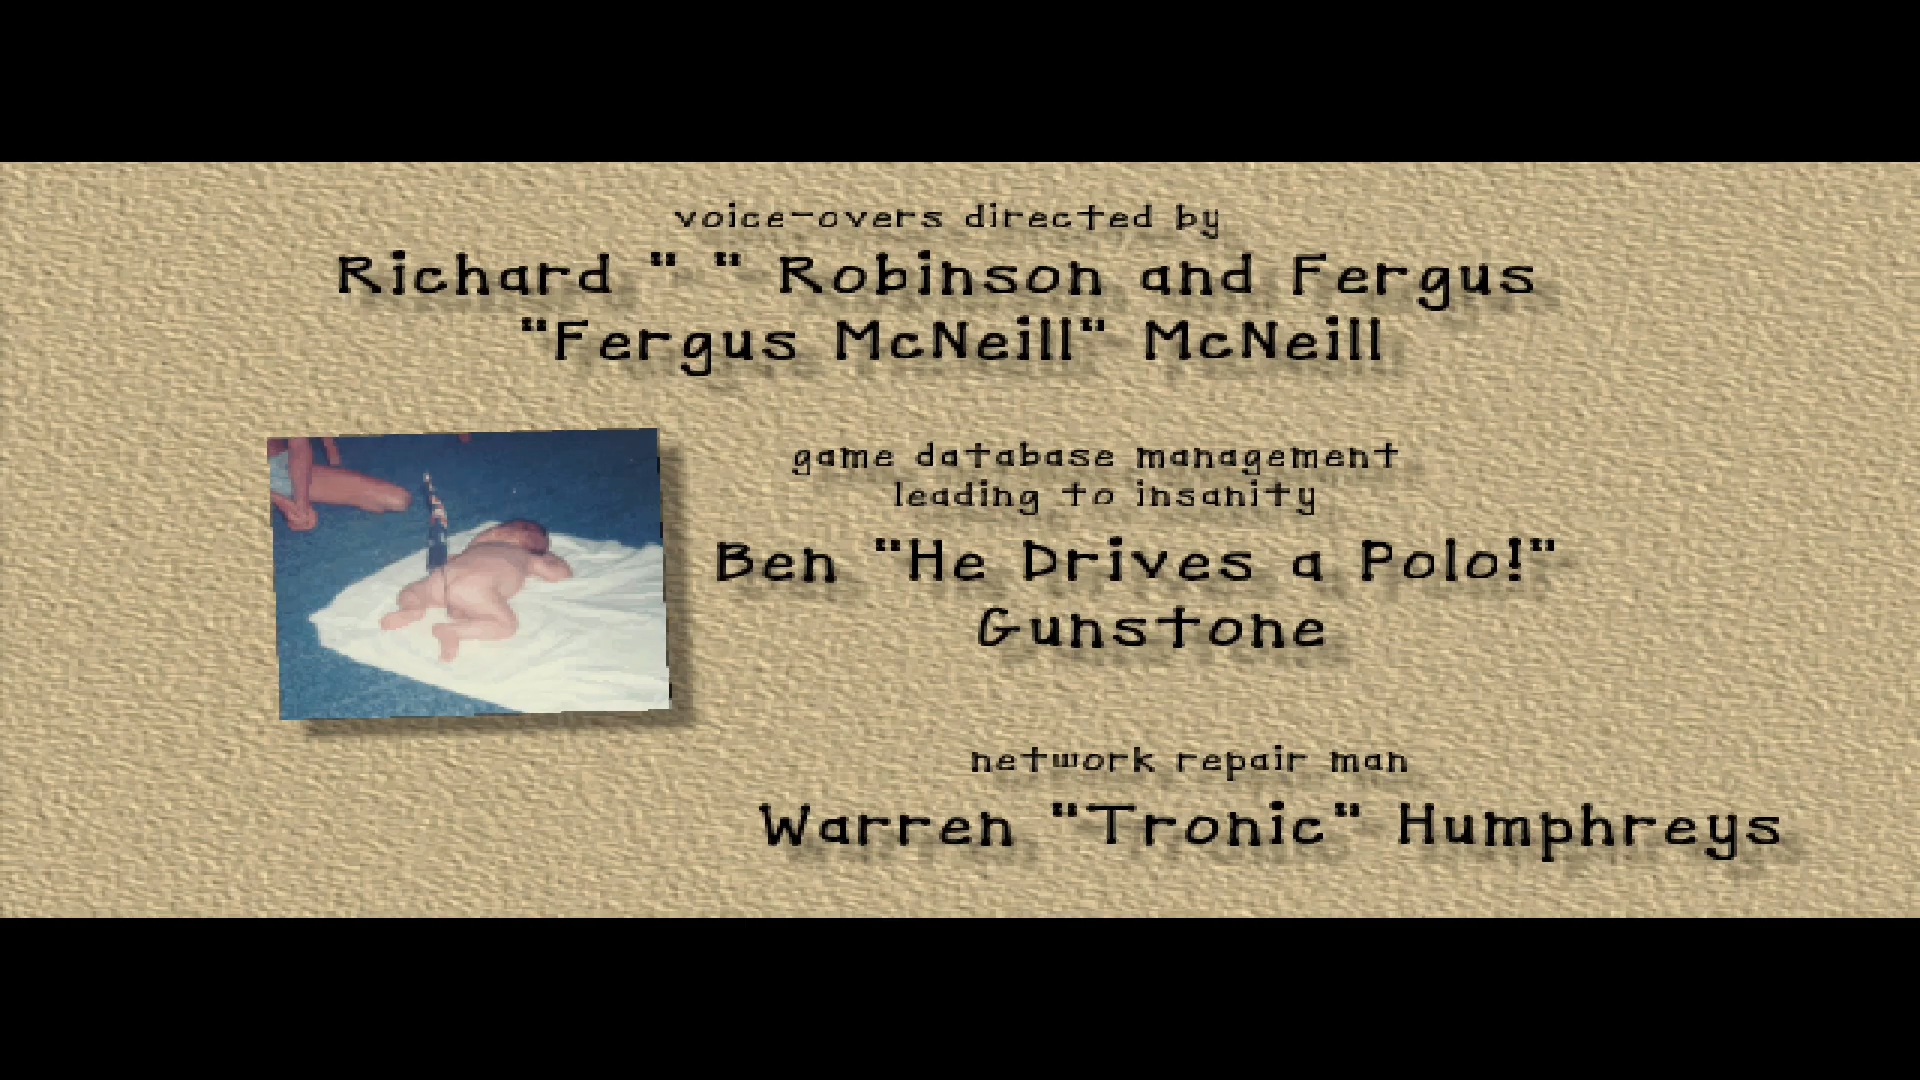 voice-overs directed by
Richard " " Robinson and Fergus
"Fergus McNeill" McNeill
game database management
leading to insanity
Ben "He Drives a Polo!"
Gunstone
network repair man
Warren "Tronic" Humphreys